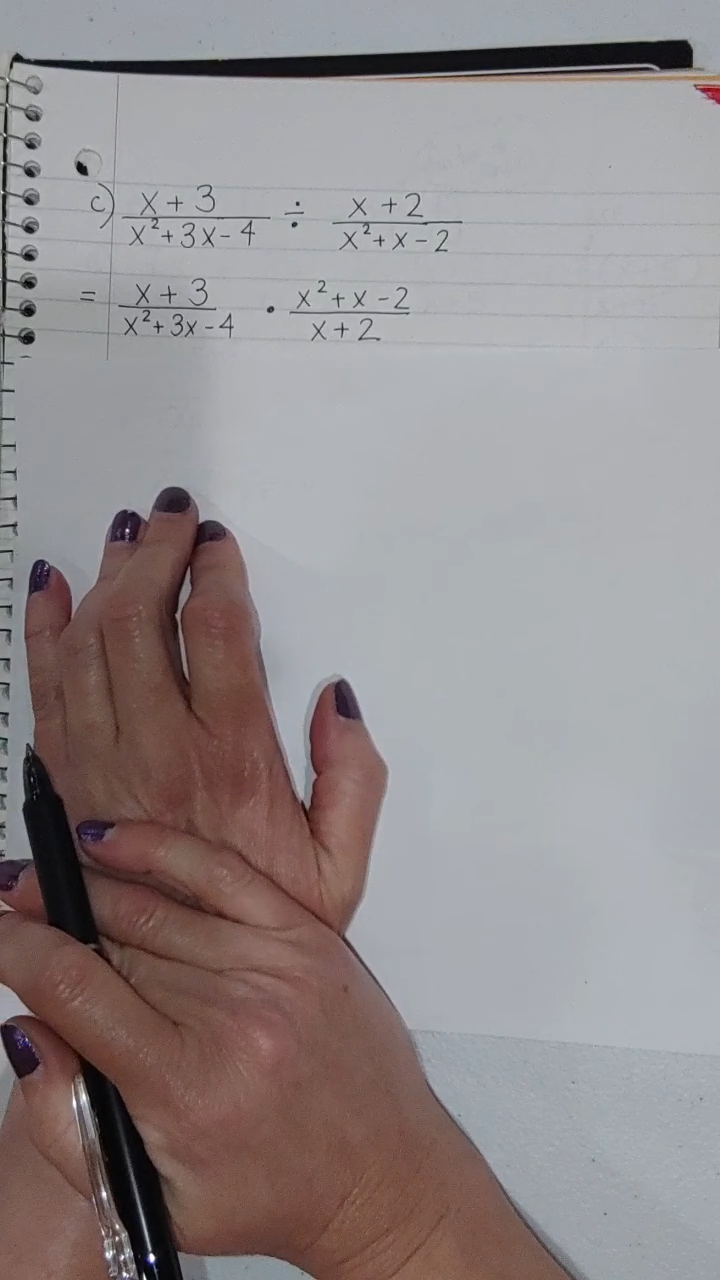 c) (x + 3)/(x²+3x-4) ÷ (x + 2)/(x²+x-2)
= (x + 3)/(x²+3x-4) · (x²+x-2)/(x+2)